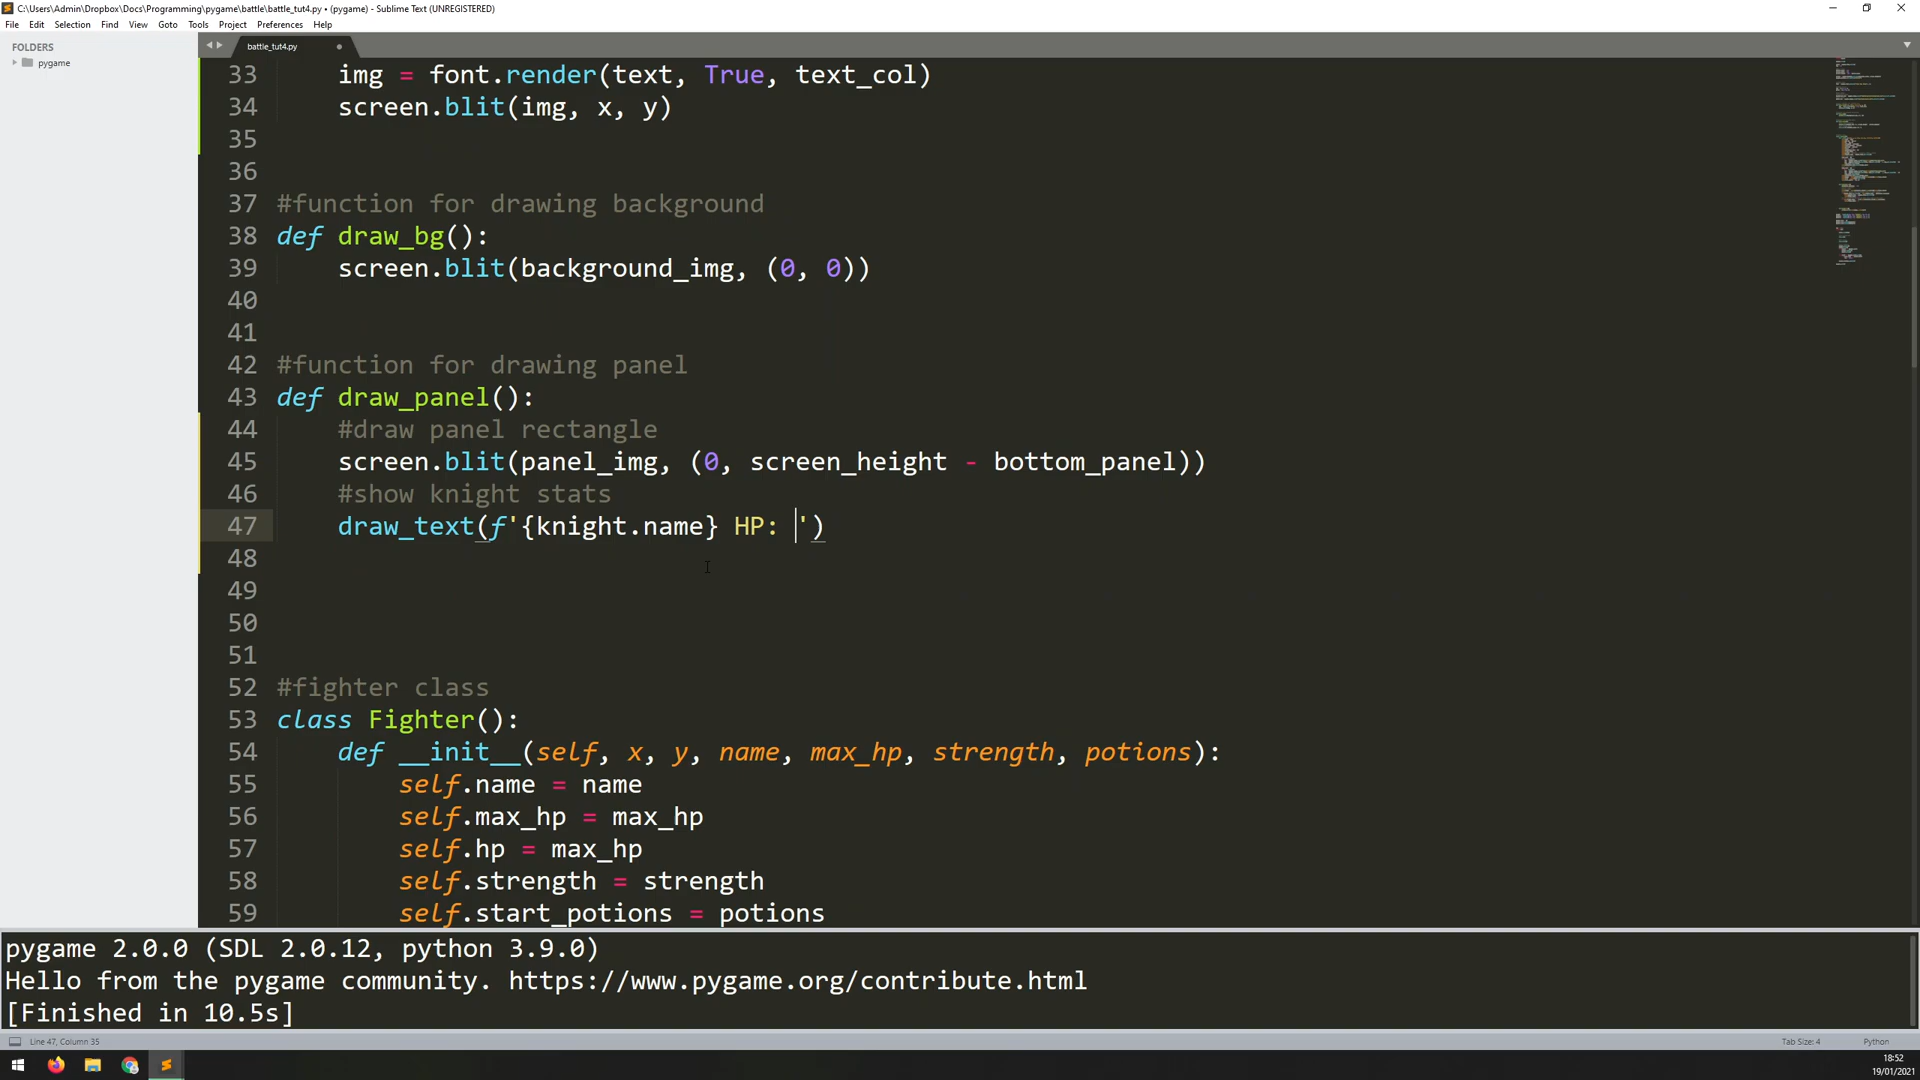 C:\Users\Admin\Dropbox\Docs\Programming\pygame\battle\battle_tut4.py • (pygame) - Sublime Text (UNREGISTERED)
File Edit Selection Find View Goto Tools Project Preferences Help
FOLDERS
pygame
battle_tut4.py
33 img = font.render(text, True, text_col)
34 screen.blit(img, x, y)
35
36
37 #function for drawing background
38 def draw_bg():
39 screen.blit(background_img, (0, 0))
40
41
42 #function for drawing panel
43 def draw_panel():
44 #draw panel rectangle
45 screen.blit(panel_img, (0, screen_height - bottom_panel))
46 #show knight stats
47 draw_text(f'{knight.name} HP: ')
48
49
50
51
52 #fighter class
53 class Fighter():
54 def __init__(self, x, y, name, max_hp, strength, potions):
55 self.name = name
56 self.max_hp = max_hp
57 self.hp = max_hp
58 self.strength = strength
59 self.start_potions = potions
pygame 2.0.0 (SDL 2.0.12, python 3.9.0)
Hello from the pygame community. https://www.pygame.org/contribute.html
[Finished in 10.5s]
Line 47, Column 35
Tab Size: 4
Python
18:52
19/01/2021